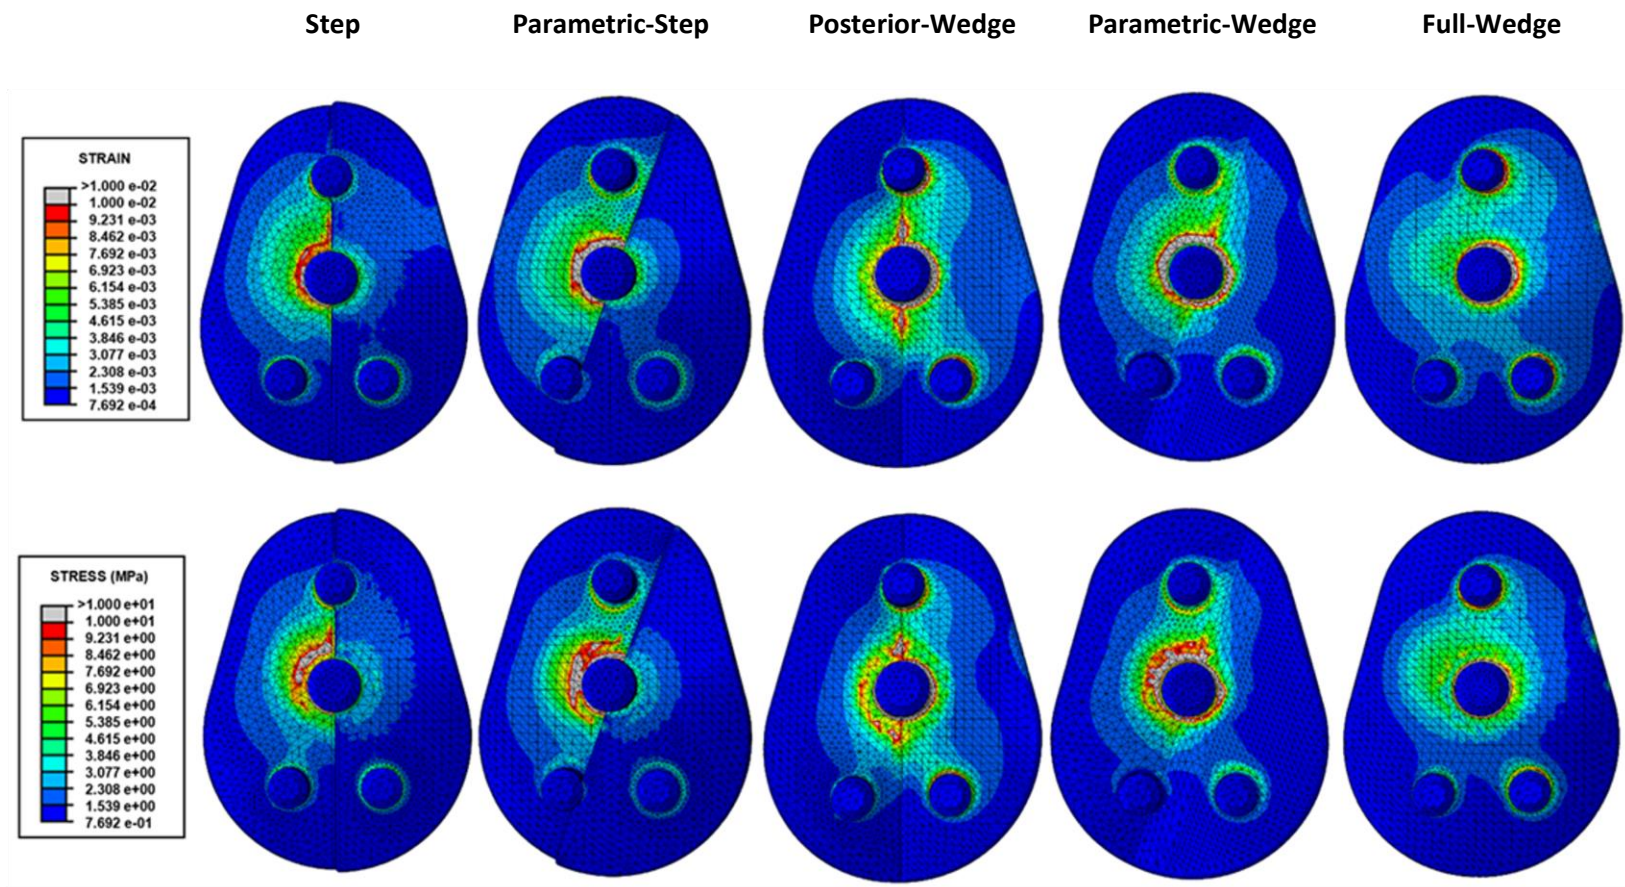 Step Parametric-Step Posterior-Wedge Parametric-Wedge Full-Wedge
STRAIN
>1.000 e-02
1.000 e-02
9.231 e-03
8.462 e-03
7.692 e-03
6.923 e-03
6.154 e-03
5.385 e-03
4.615 e-03
3.846 e-03
3.077 e-03
2.308 e-03
1.539 e-03
7.692 e-04
STRESS (MPa)
>1.000 e+01
1.000 e+01
9.231 e+00
8.462 e+00
7.692 e+00
6.923 e+00
6.154 e+00
5.385 e+00
4.615 e+00
3.846 e+00
3.077 e+00
2.308 e+00
1.539 e+00
7.692 e-01